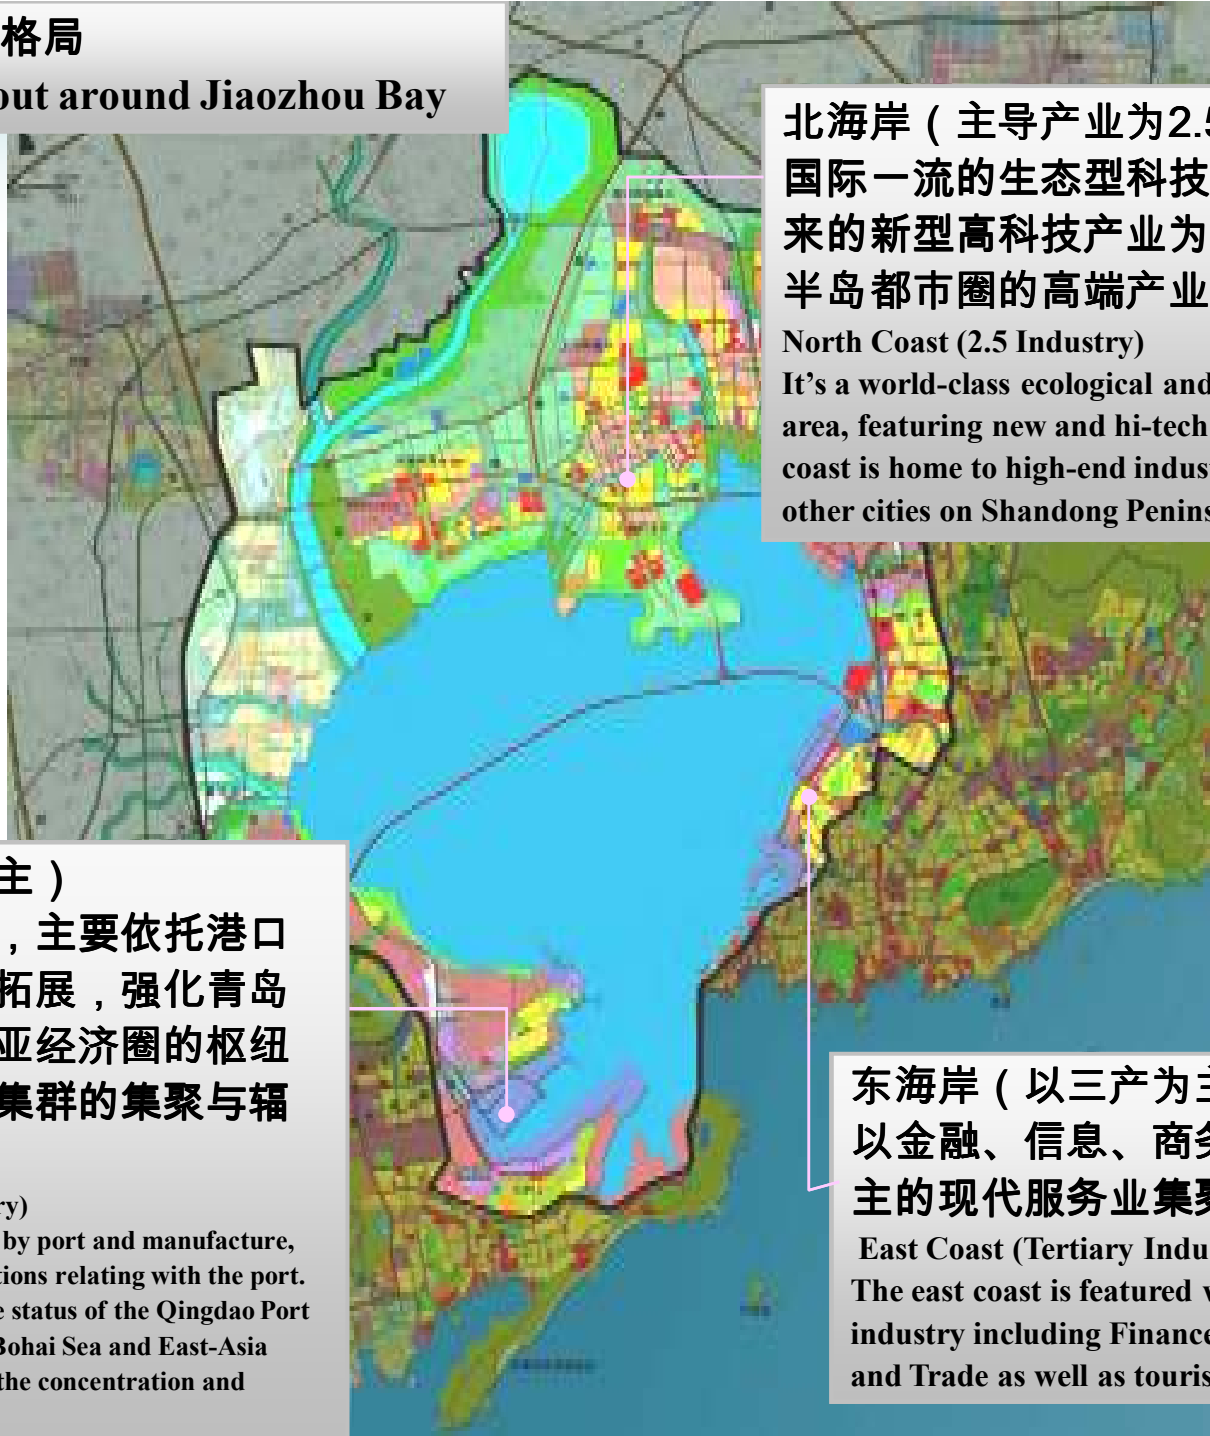 格局
out around Jiaozhou Bay
北海岸（主导产业为2.5
国际一流的生态型科技
来的新型高科技产业为
半岛都市圈的高端产业
North Coast (2.5 Industry)
It’s a world-class ecological and
area, featuring new and hi-tech
coast is home to high-end indus
other cities on Shandong Penins
主）
，主要依托港口
拓展，强化青岛
亚经济圈的枢纽
集群的集聚与辐
ry)
by port and manufacture,
tions relating with the port.
e status of the Qingdao Port
Bohai Sea and East-Asia
the concentration and
东海岸（以三产为主
以金融、信息、商务
主的现代服务业集聚
East Coast (Tertiary Indu
The east coast is featured w
industry including Finance
and Trade as well as touris